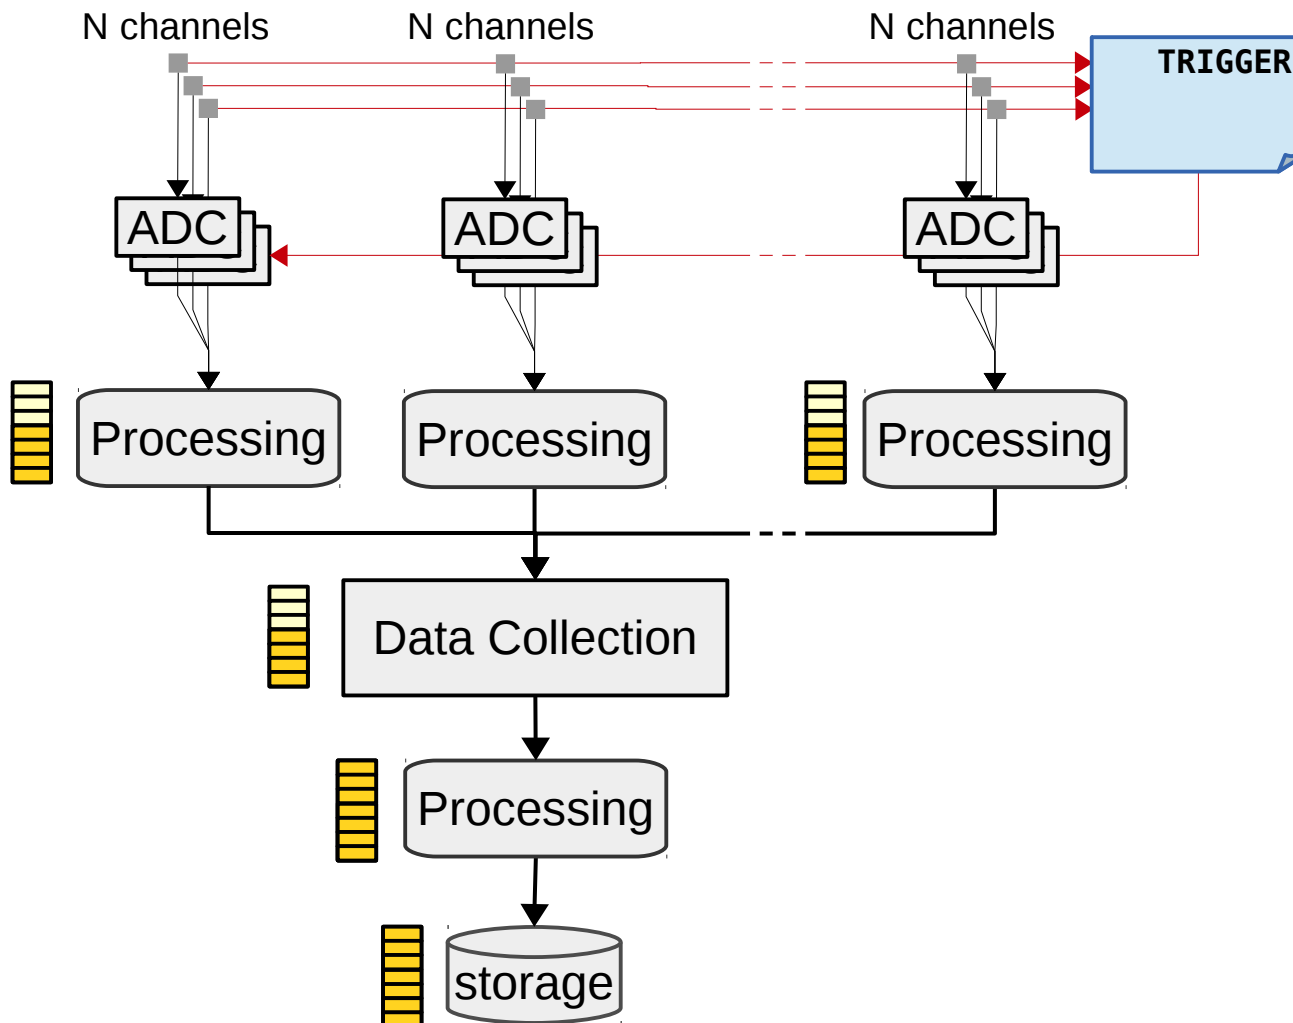 N channels
N channels
N channels
TRIGGER
ADC
ADC
ADC
Processing
Processing
Processing
Data Collection
Processing
storage